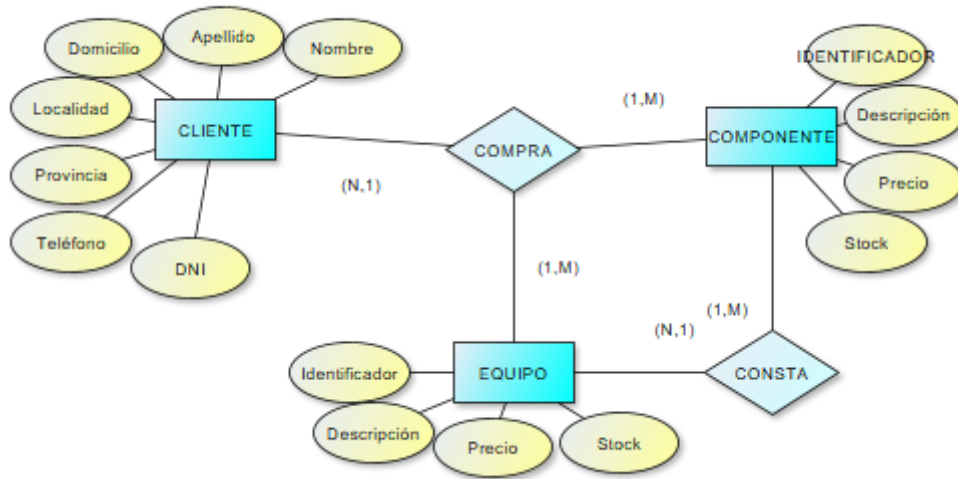 Apellido
Domicilio
Nombre
IDENTIFICADOR
Localidad
(1,M)
Descripción
CLIENTE
COMPONENTE
COMPRA
Provincia
(N,1)
Precio
Teléfono
Stock
DNI
(1,M)
(1,M)
(N,1)
Identificador
EQUIPO
CONSTA
Descripción
Precio
Stock